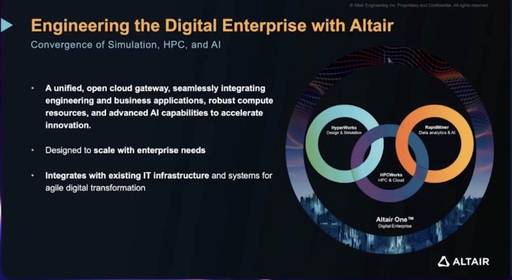 © Altair Engineering Inc. Proprietary and Confidential. All rights reserved.
Engineering the Digital Enterprise with Altair
Convergence of Simulation, HPC, and AI
• A unified, open cloud gateway, seamlessly integrating
engineering and business applications, robust compute
resources, and advanced AI capabilities to accelerate
innovation.
• Designed to scale with enterprise needs
• Integrates with existing IT infrastructure and systems for
agile digital transformation
HyperWorks
Design & Simulation
RapidMiner
Data analytics & AI
HPCWorks
HPC & Cloud
Altair One™
Digital Enterprise
ALTAIR